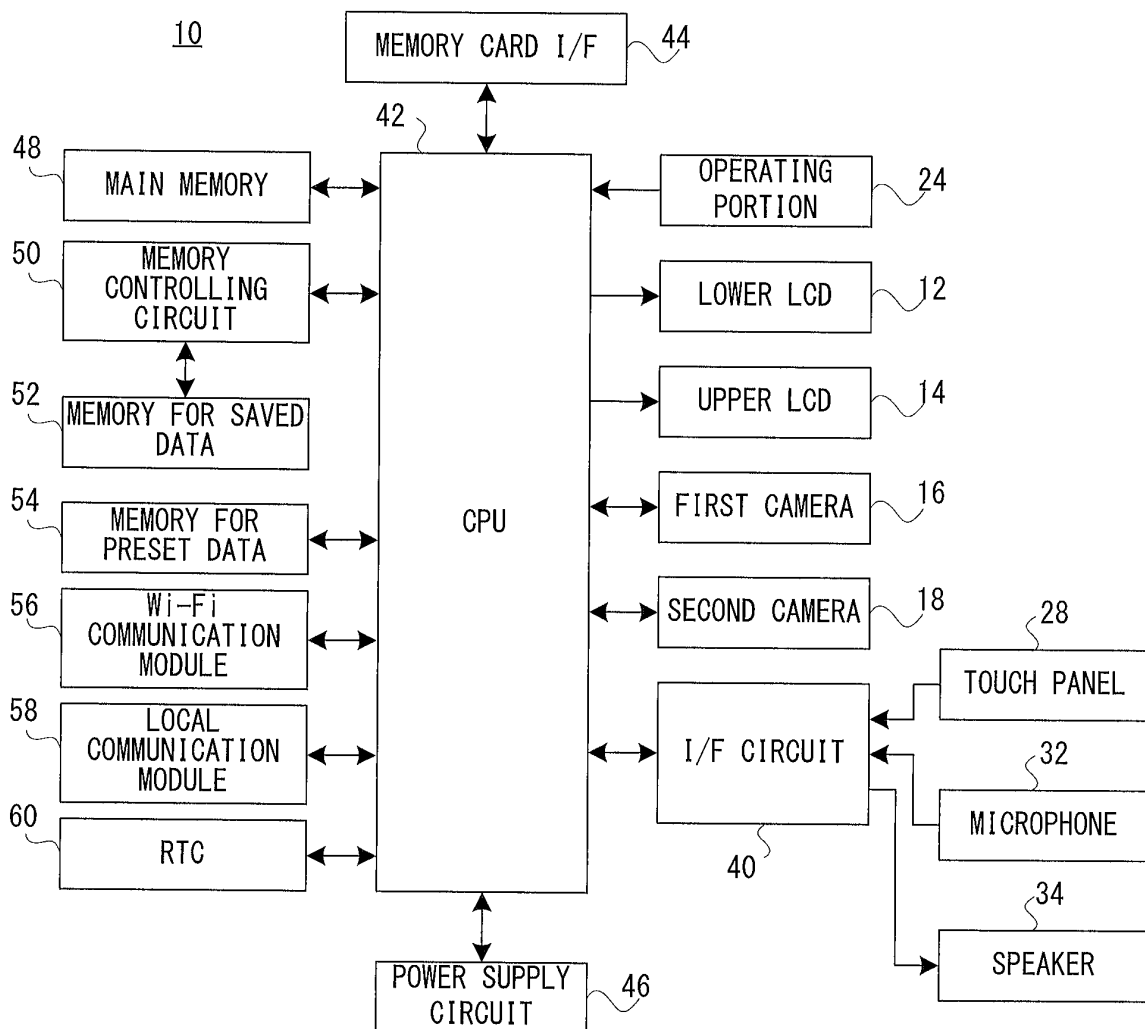 10
MEMORY CARD I/F
44
42
48
MAIN MEMORY
OPERATING
PORTION
24
50
MEMORY
CONTROLLING
CIRCUIT
LOWER LCD
12
52
MEMORY FOR SAVED
DATA
UPPER LCD
14
54
MEMORY FOR
PRESET DATA
CPU
FIRST CAMERA
16
56
Wi-Fi
COMMUNICATION
MODULE
SECOND CAMERA
18
28
TOUCH PANEL
58
LOCAL
COMMUNICATION
MODULE
I/F CIRCUIT
40
32
MICROPHONE
60
RTC
34
SPEAKER
POWER SUPPLY
CIRCUIT
46